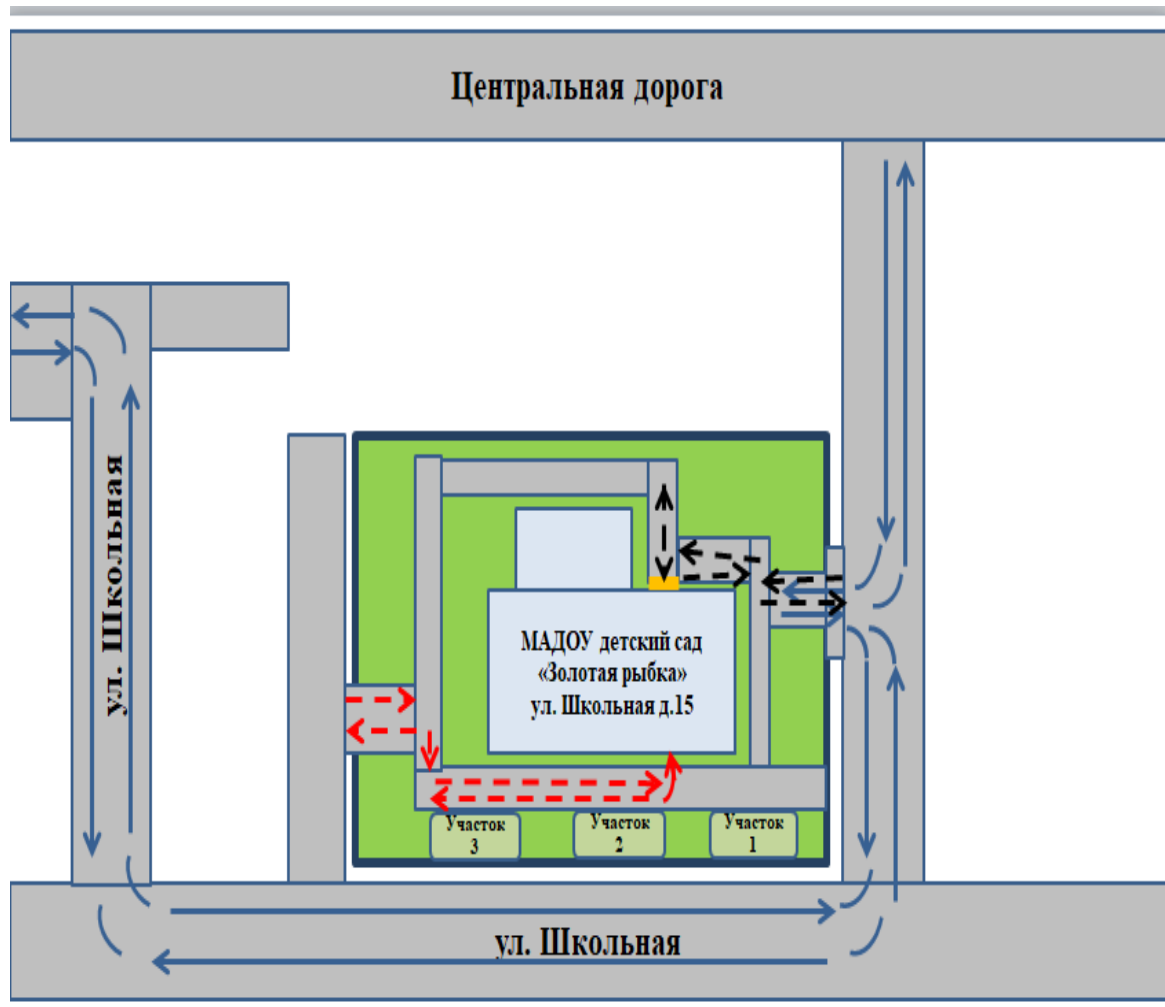 Центральная дорога
ул. Школьная
МАДОУ детский сад
«Золотая рыбка»
ул. Школьная д.15
Участок
3
Участок
2
Участок
1
ул. Школьная